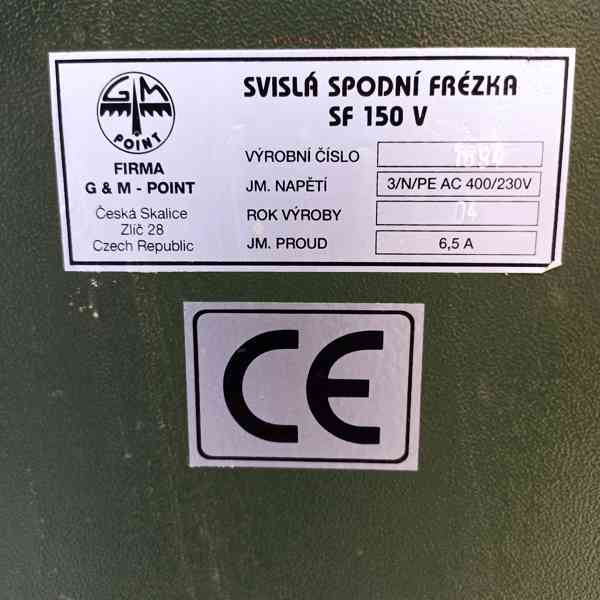 G M
POINT
FIRMA
G & M - POINT
Česká Skalice
Zlíč 28
Czech Republic
SVISLÁ SPODNÍ FRÉZKA
SF 150 V
VÝROBNÍ ČÍSLO
JM. NAPĚTÍ 3/N/PE AC 400/230V
ROK VÝROBY 04
JM. PROUD 6,5 A
CE